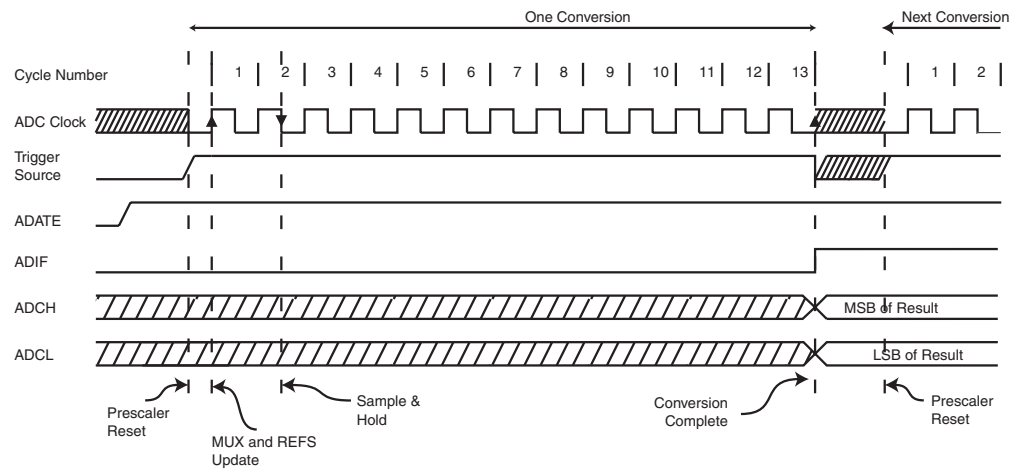 One Conversion
Next Conversion
Cycle Number
1 2 3 4 5 6 7 8 9 10 11 12 13 1 2
ADC Clock
Trigger
Source
ADATE
ADIF
ADCH
MSB of Result
ADCL
LSB of Result
Prescaler
Reset
MUX and REFS
Update
Sample &
Hold
Conversion
Complete
Prescaler
Reset